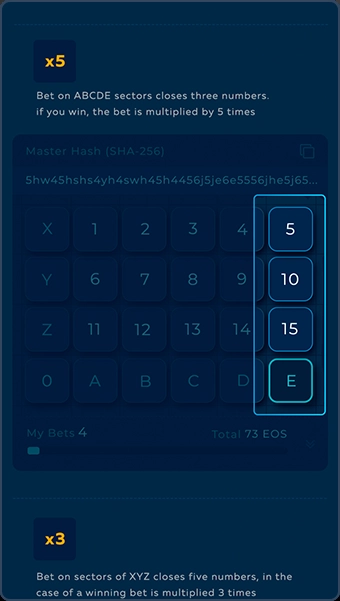 x5
Bet on ABCDE sectors closes three numbers.
if you win, the bet is multiplied by 5 times
Master Hash (SHA-256)
5hw45hshs4yh4swh45h4456j5je6e5556jhe5j65...
X 1 2 3 4 5
Y 6 7 8 9 10
Z 11 12 13 14 15
0 A B C D E
My Bets 4 Total 73 EOS
x3
Bet on sectors of XYZ closes five numbers, in the
case of a winning bet is multiplied 3 times